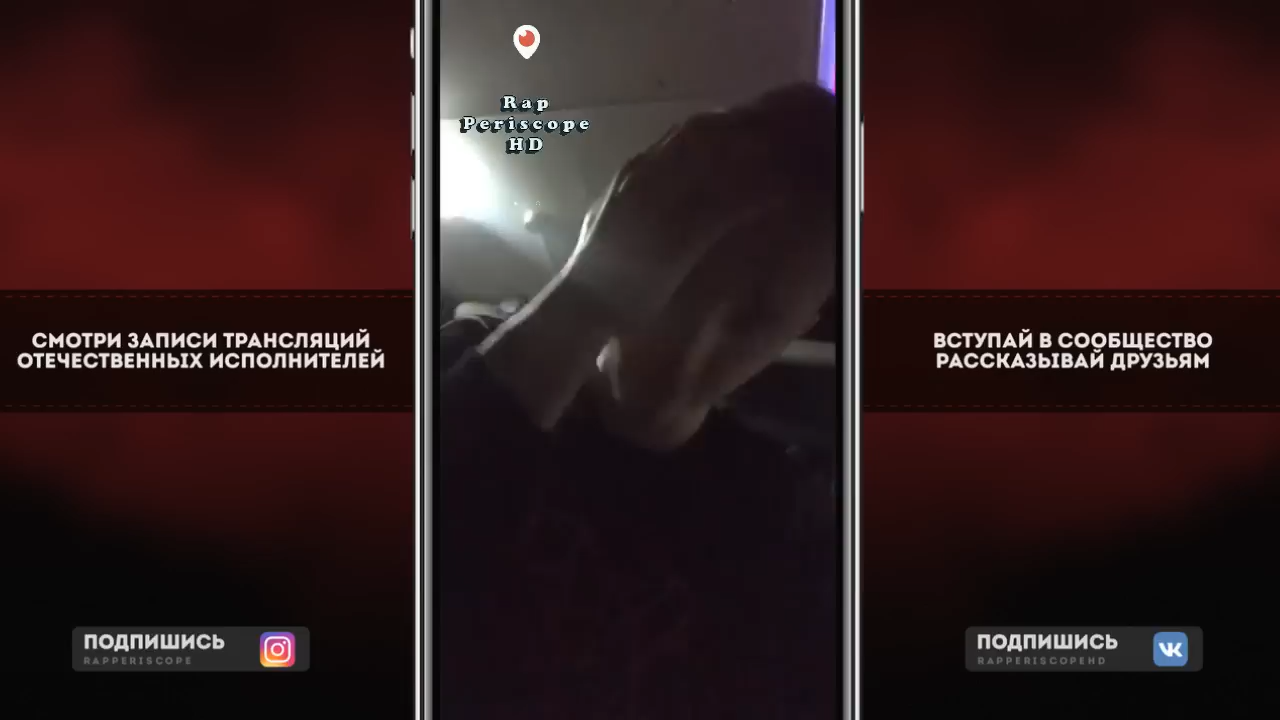 Rap
Periscope
HD
СМОТРИ ЗАПИСИ ТРАНСЛЯЦИЙ
ОТЕЧЕСТВЕННЫХ ИСПОЛНИТЕЛЕЙ
ВСТУПАЙ В СООБЩЕСТВО
РАССКАЗЫВАЙ ДРУЗЬЯМ
ПОДПИШИСЬ
RAPPERISCOPE
ПОДПИШИСЬ
RAPPERISCOPEHD